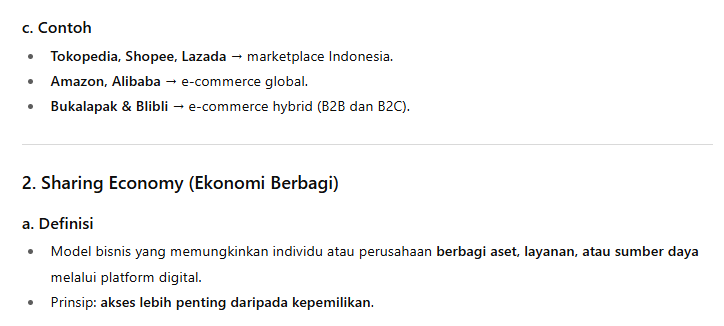 c. Contoh
• Tokopedia, Shopee, Lazada → marketplace Indonesia.
• Amazon, Alibaba → e-commerce global.
• Bukalapak & Blibli → e-commerce hybrid (B2B dan B2C).
2. Sharing Economy (Ekonomi Berbagi)
a. Definisi
• Model bisnis yang memungkinkan individu atau perusahaan berbagi aset, layanan, atau sumber daya
melalui platform digital.
• Prinsip: akses lebih penting daripada kepemilikan.